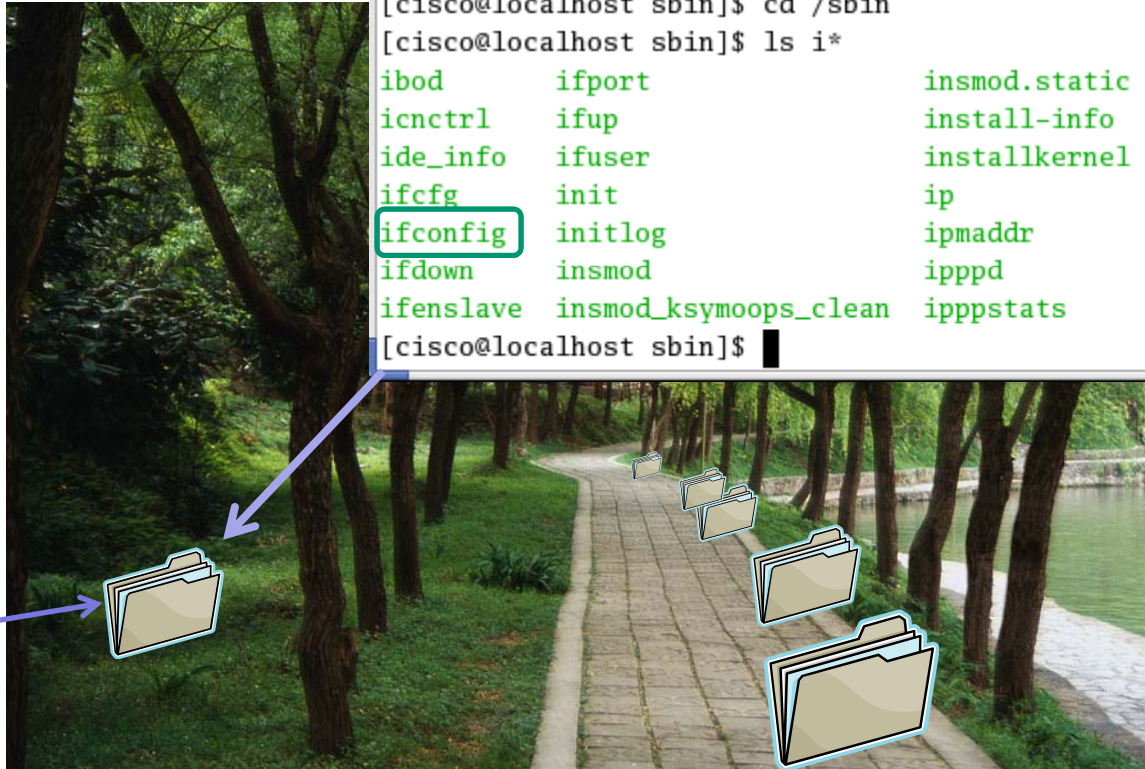 [cisco@localhost sbin]$ cd /sbin
[cisco@localhost sbin]$ ls i*
ibod ifport insmod.static
icnctrl ifup install-info
ide_info ifuser installkernel
ifcfg init ip
ifconfig initlog ipmaddr
ifdown insmod ipppd
ifenslave insmod_ksymoops_clean ipppstats
[cisco@localhost sbin]$